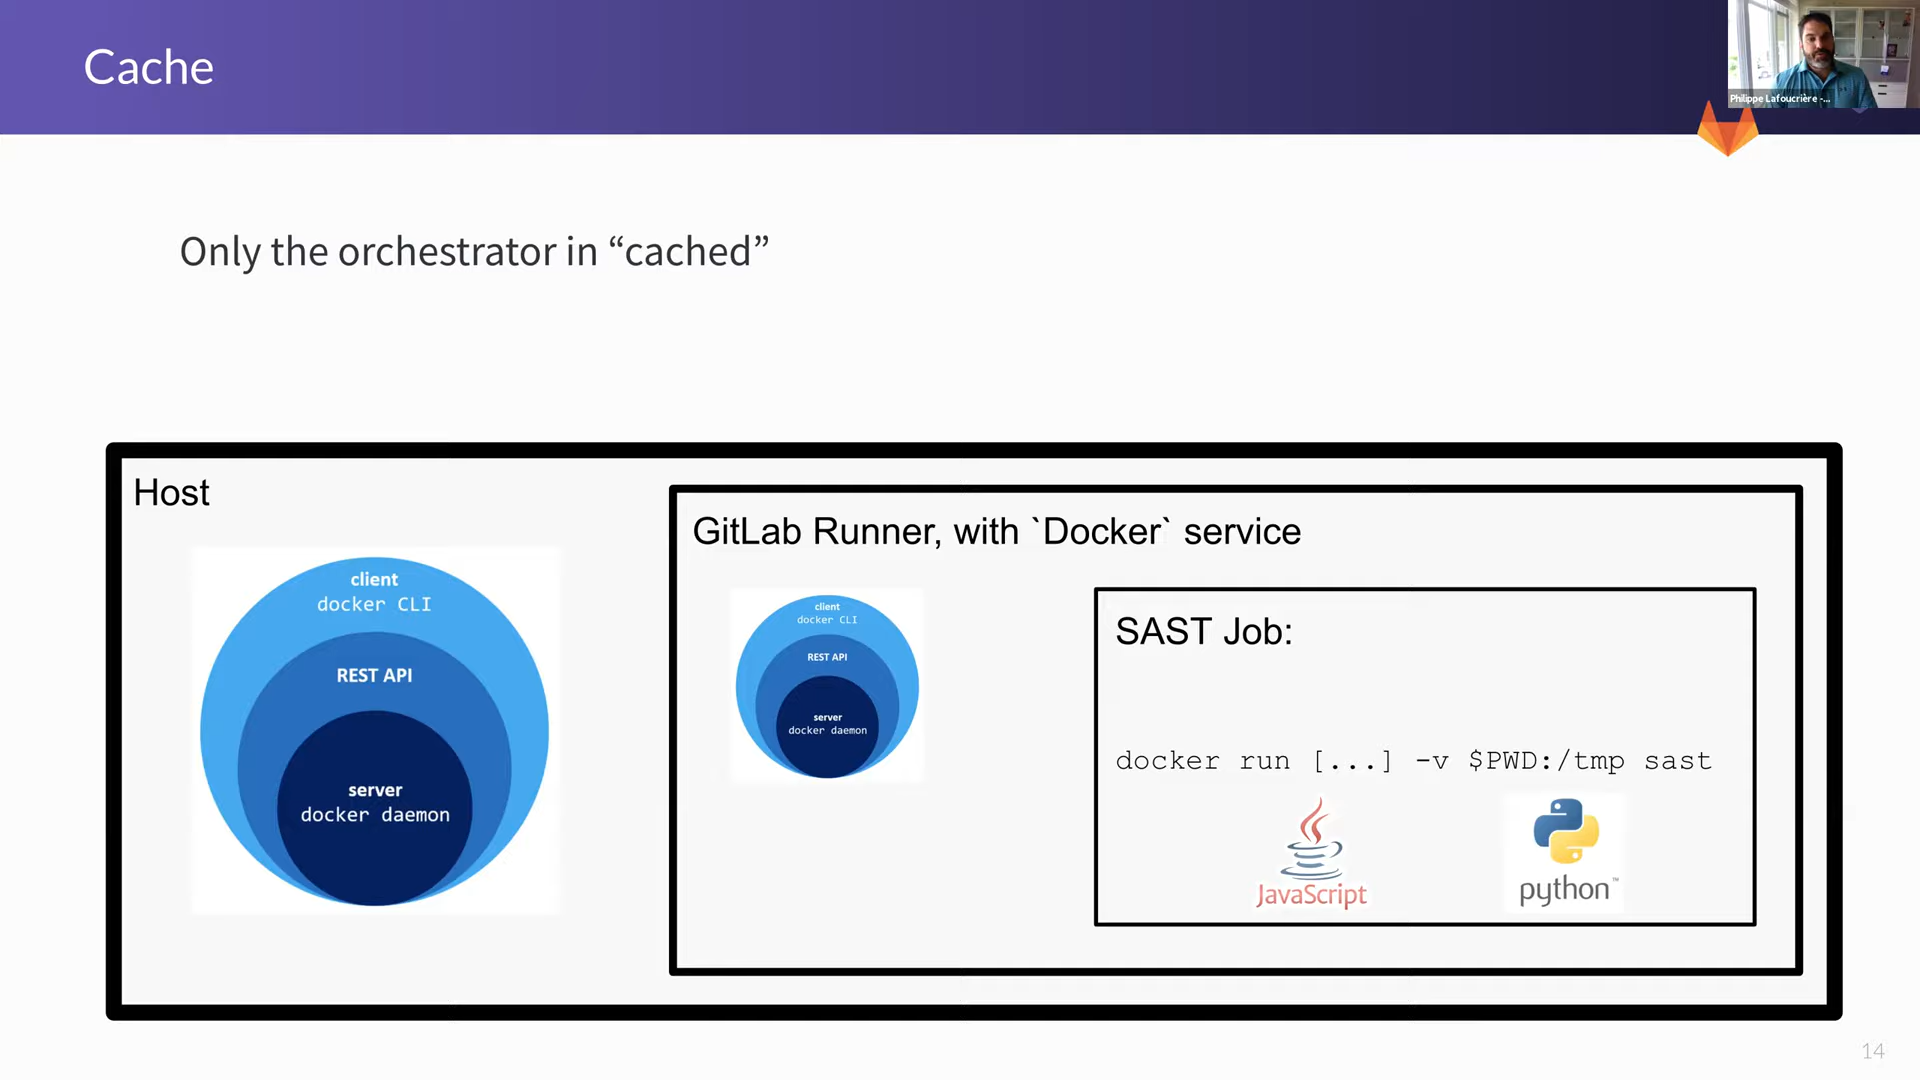 Cache
Philippe Lafoucrière -...
Only the orchestrator in “cached”
Host
client
docker CLI
REST API
server
docker daemon
GitLab Runner, with `Docker` service
client
docker CLI
REST API
server
docker daemon
SAST Job:
docker run [...] -v $PWD:/tmp sast
JavaScript
python™
14